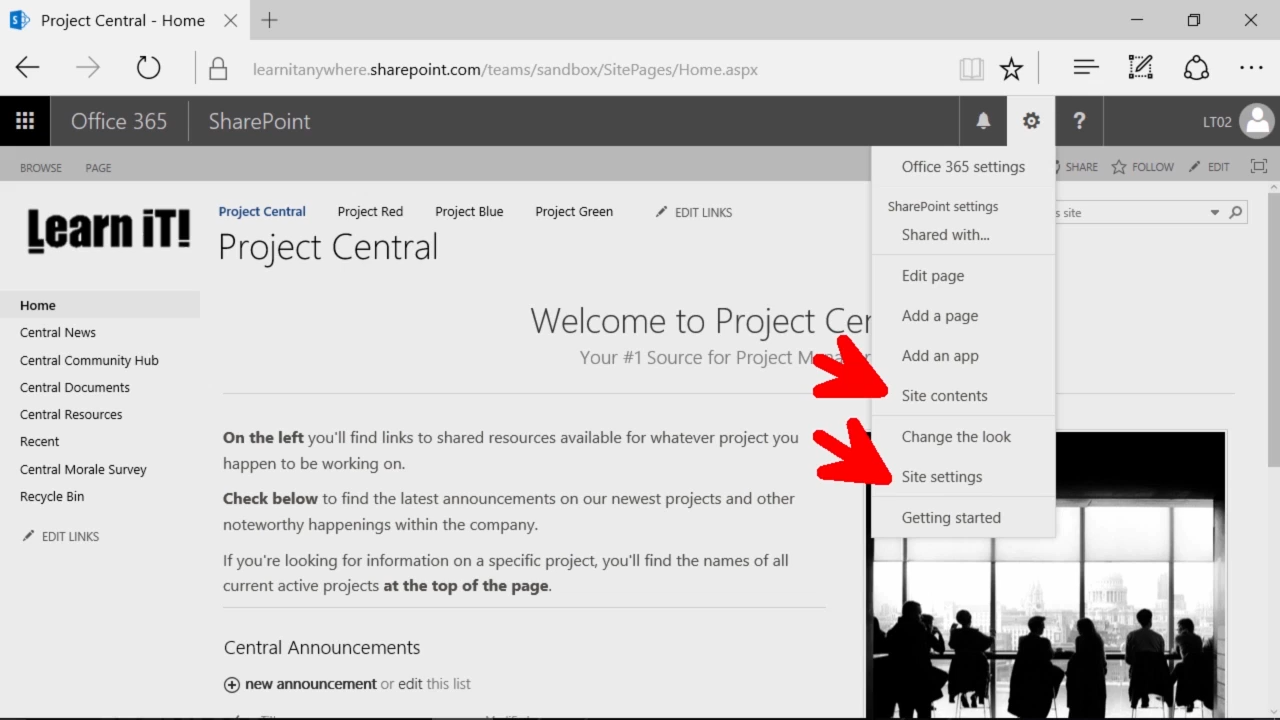 Project Central - Home
learnitanywhere.sharepoint.com/teams/sandbox/SitePages/Home.aspx
Office 365
SharePoint
?
LT02
BROWSE
PAGE
SHARE
FOLLOW
EDIT
Learn iT!
Project Central
Project Red
Project Blue
Project Green
EDIT LINKS
Project Central
s site
Home
Central News
Central Community Hub
Central Documents
Central Resources
Recent
Central Morale Survey
Recycle Bin
EDIT LINKS
Welcome to Project Cen
Your #1 Source for Project
On the left you'll find links to shared resources available for whatever project you
happen to be working on.
Check below to find the latest announcements on our newest projects and other
noteworthy happenings within the company.
If you're looking for information on a specific project, you'll find the names of all
current active projects at the top of the page.
Central Announcements
new announcement or edit this list
Office 365 settings
SharePoint settings
Shared with...
Edit page
Add a page
Add an app
Site contents
Change the look
Site settings
Getting started